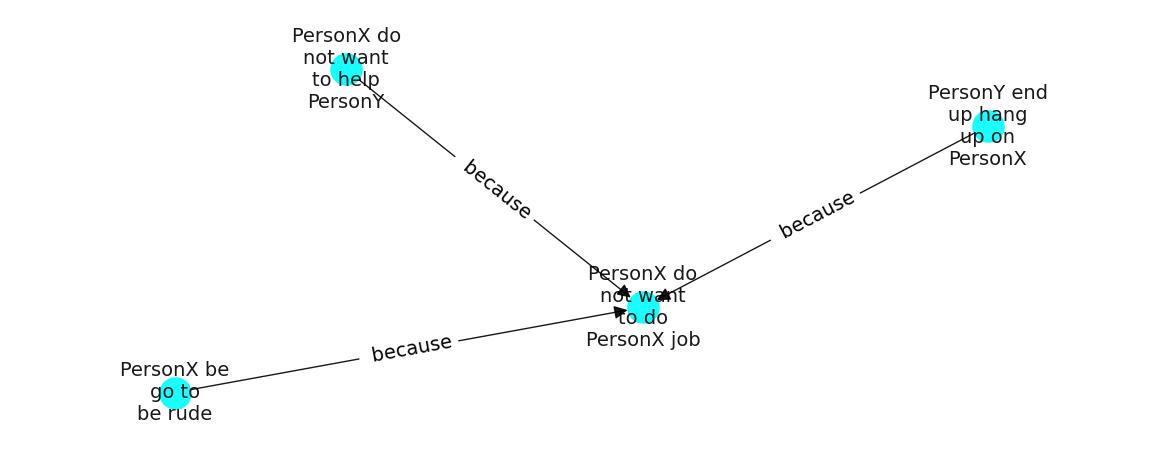 PersonX do
not want
to help
PersonY
PersonY end
up hang
up on
PersonX
because
because
PersonX do
not want
to do
PersonX job
because
PersonX be
go to
be rude